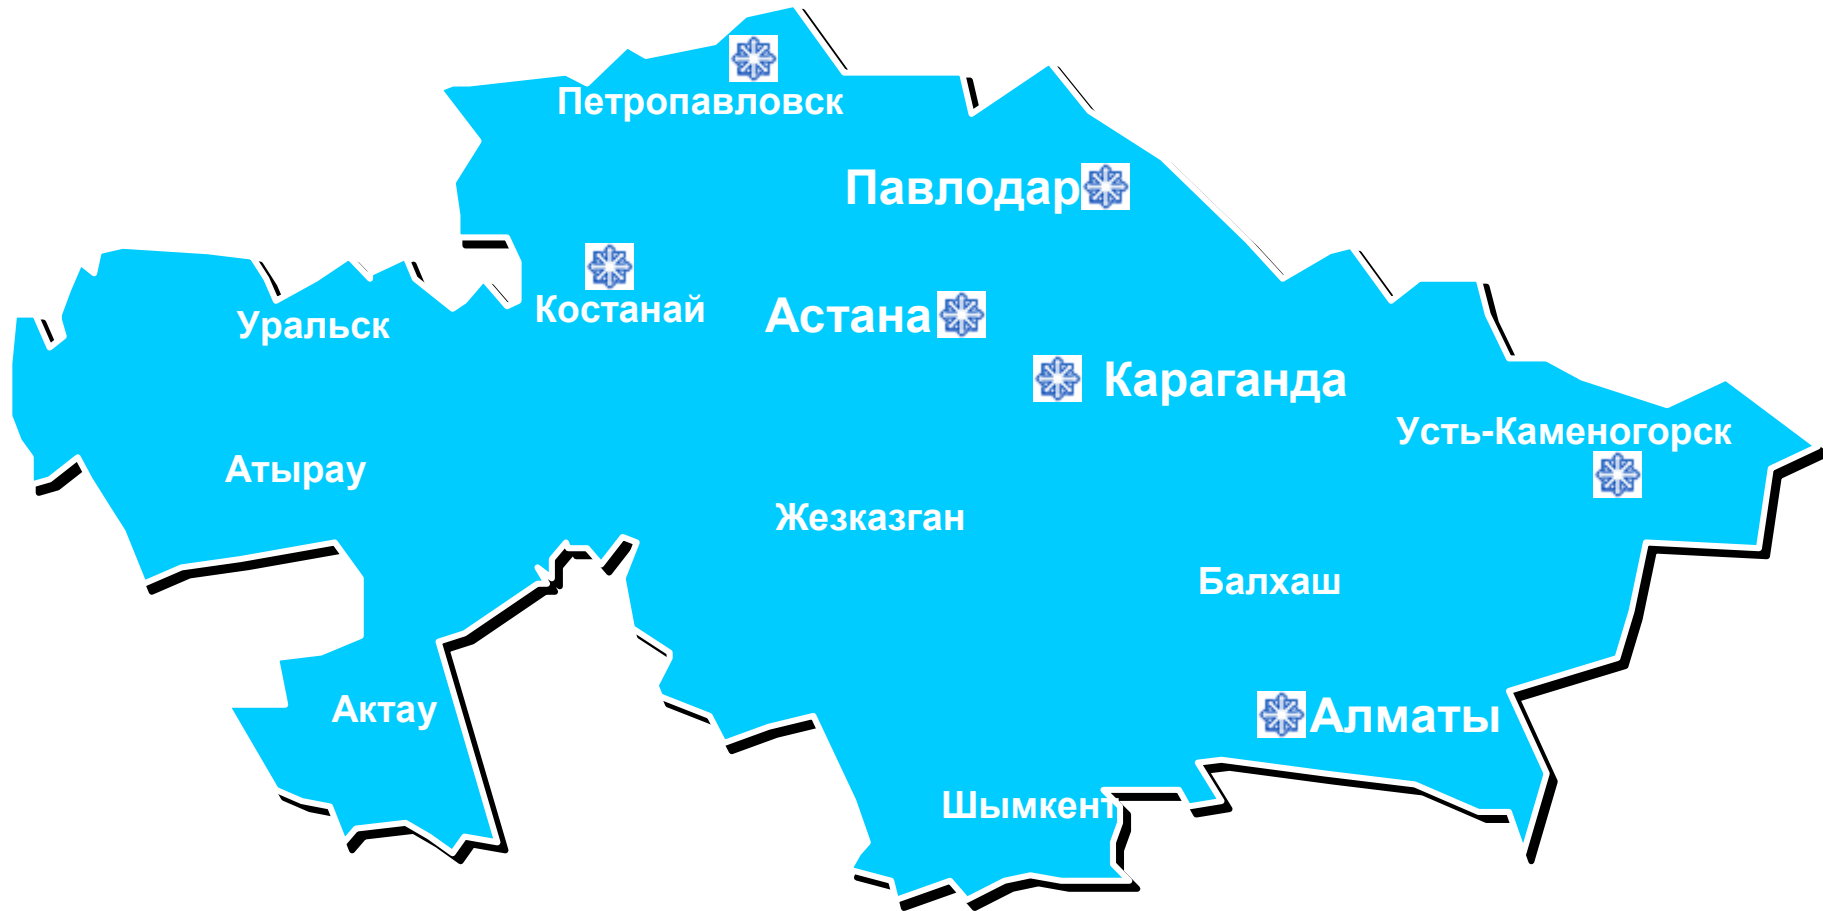 Петропавловск
Павлодар
Костанай
Астана
Уральск
Караганда
Усть-Каменогорск
Атырау
Жезказган
Балхаш
Актау
Алматы
Шымкент